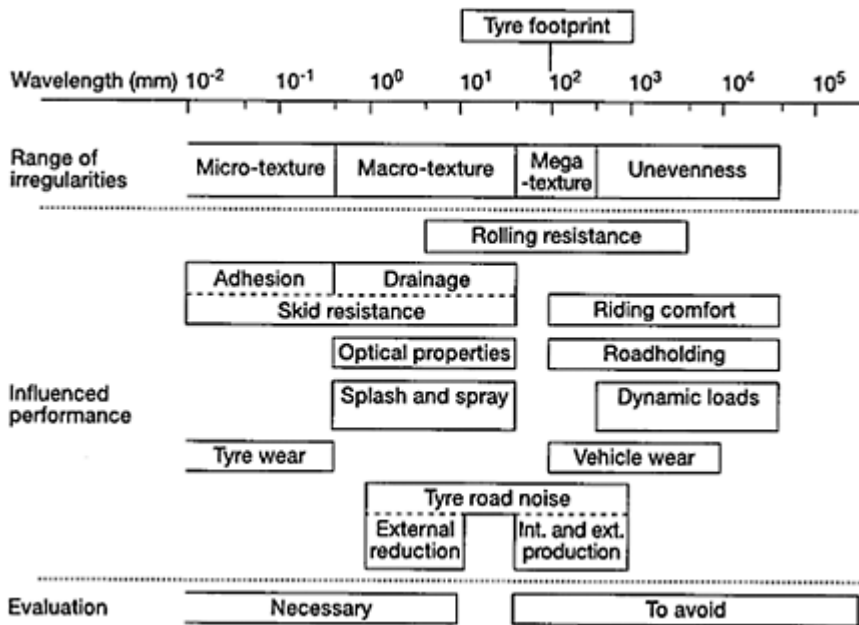 Tyre footprint
Wavelength (mm) 10⁻² 10⁻¹ 10⁰ 10¹ 10² 10³ 10⁴ 10⁵
Range of
irregularities
Micro-texture Macro-texture Mega
-texture Unevenness
Rolling resistance
Adhesion Drainage
Skid resistance Riding comfort
Optical properties Roadholding
Influenced
performance
Splash and spray Dynamic loads
Tyre wear Vehicle wear
Tyre road noise
External
reduction
Int. and ext.
production
Evaluation Necessary To avoid